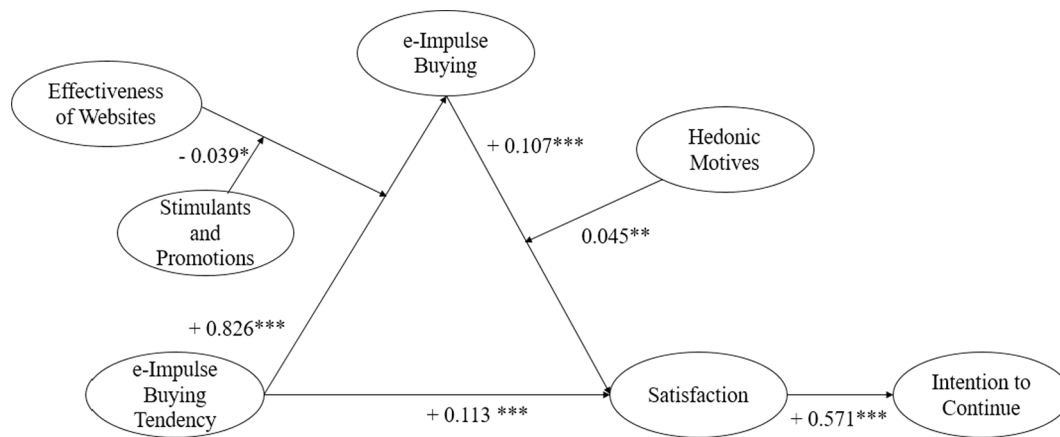 e-Impulse
Buying
Effectiveness
of Websites
- 0.039*
+ 0.107***
Hedonic
Motives
Stimulants
and
Promotions
0.045**
+ 0.826***
e-Impulse
Buying
Tendency
+ 0.113 ***
Satisfaction
+ 0.571***
Intention to
Continue